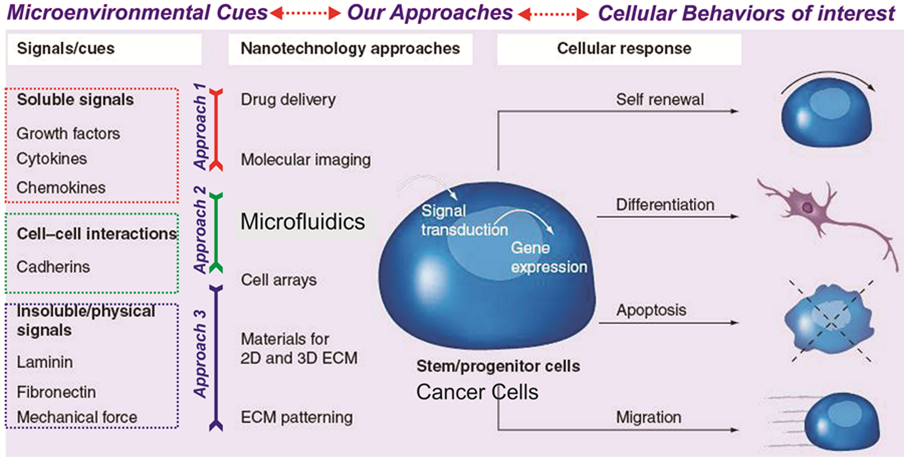 Microenvironmental Cues
Our Approaches
Cellular Behaviors of interest
Signals/cues
Nanotechnology approaches
Cellular response
Soluble signals
Growth factors
Cytokines
Chemokines
Cell–cell interactions
Cadherins
Insoluble/physical
signals
Laminin
Fibronectin
Mechanical force
Approach 1
Approach 2
Approach 3
Drug delivery
Molecular imaging
Microfluidics
Cell arrays
Materials for
2D and 3D ECM
ECM patterning
Signal
transduction
Gene
expression
Stem/progenitor cells
Cancer Cells
Self renewal
Differentiation
Apoptosis
Migration